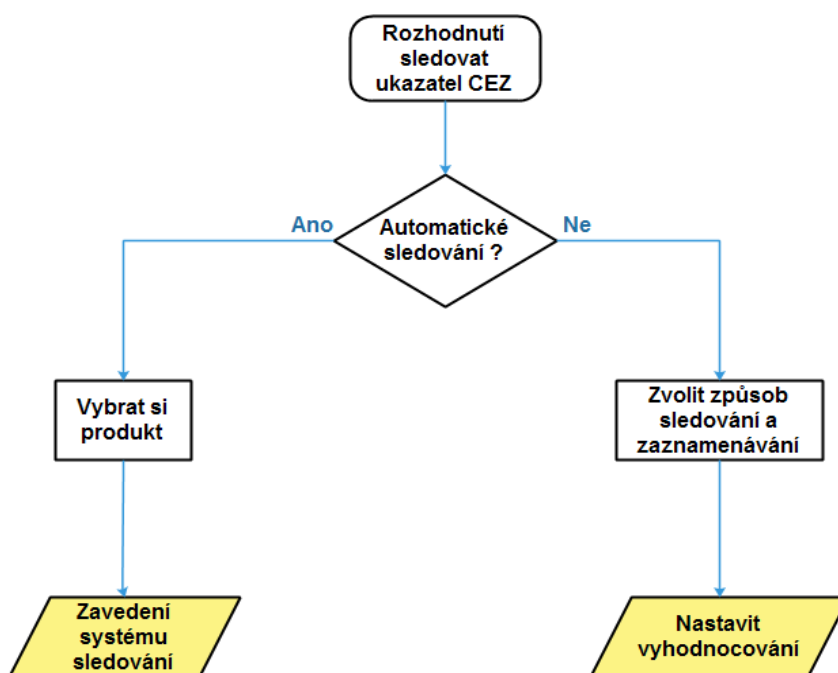 Rozhodnutí
sledovat
ukazatel CEZ
Ano
Automatické
sledování ?
Ne
Vybrat si
produkt
Zvolit způsob
sledování a
zaznamenávání
Zavedení
systému
sledování
Nastavit
vyhodnocování